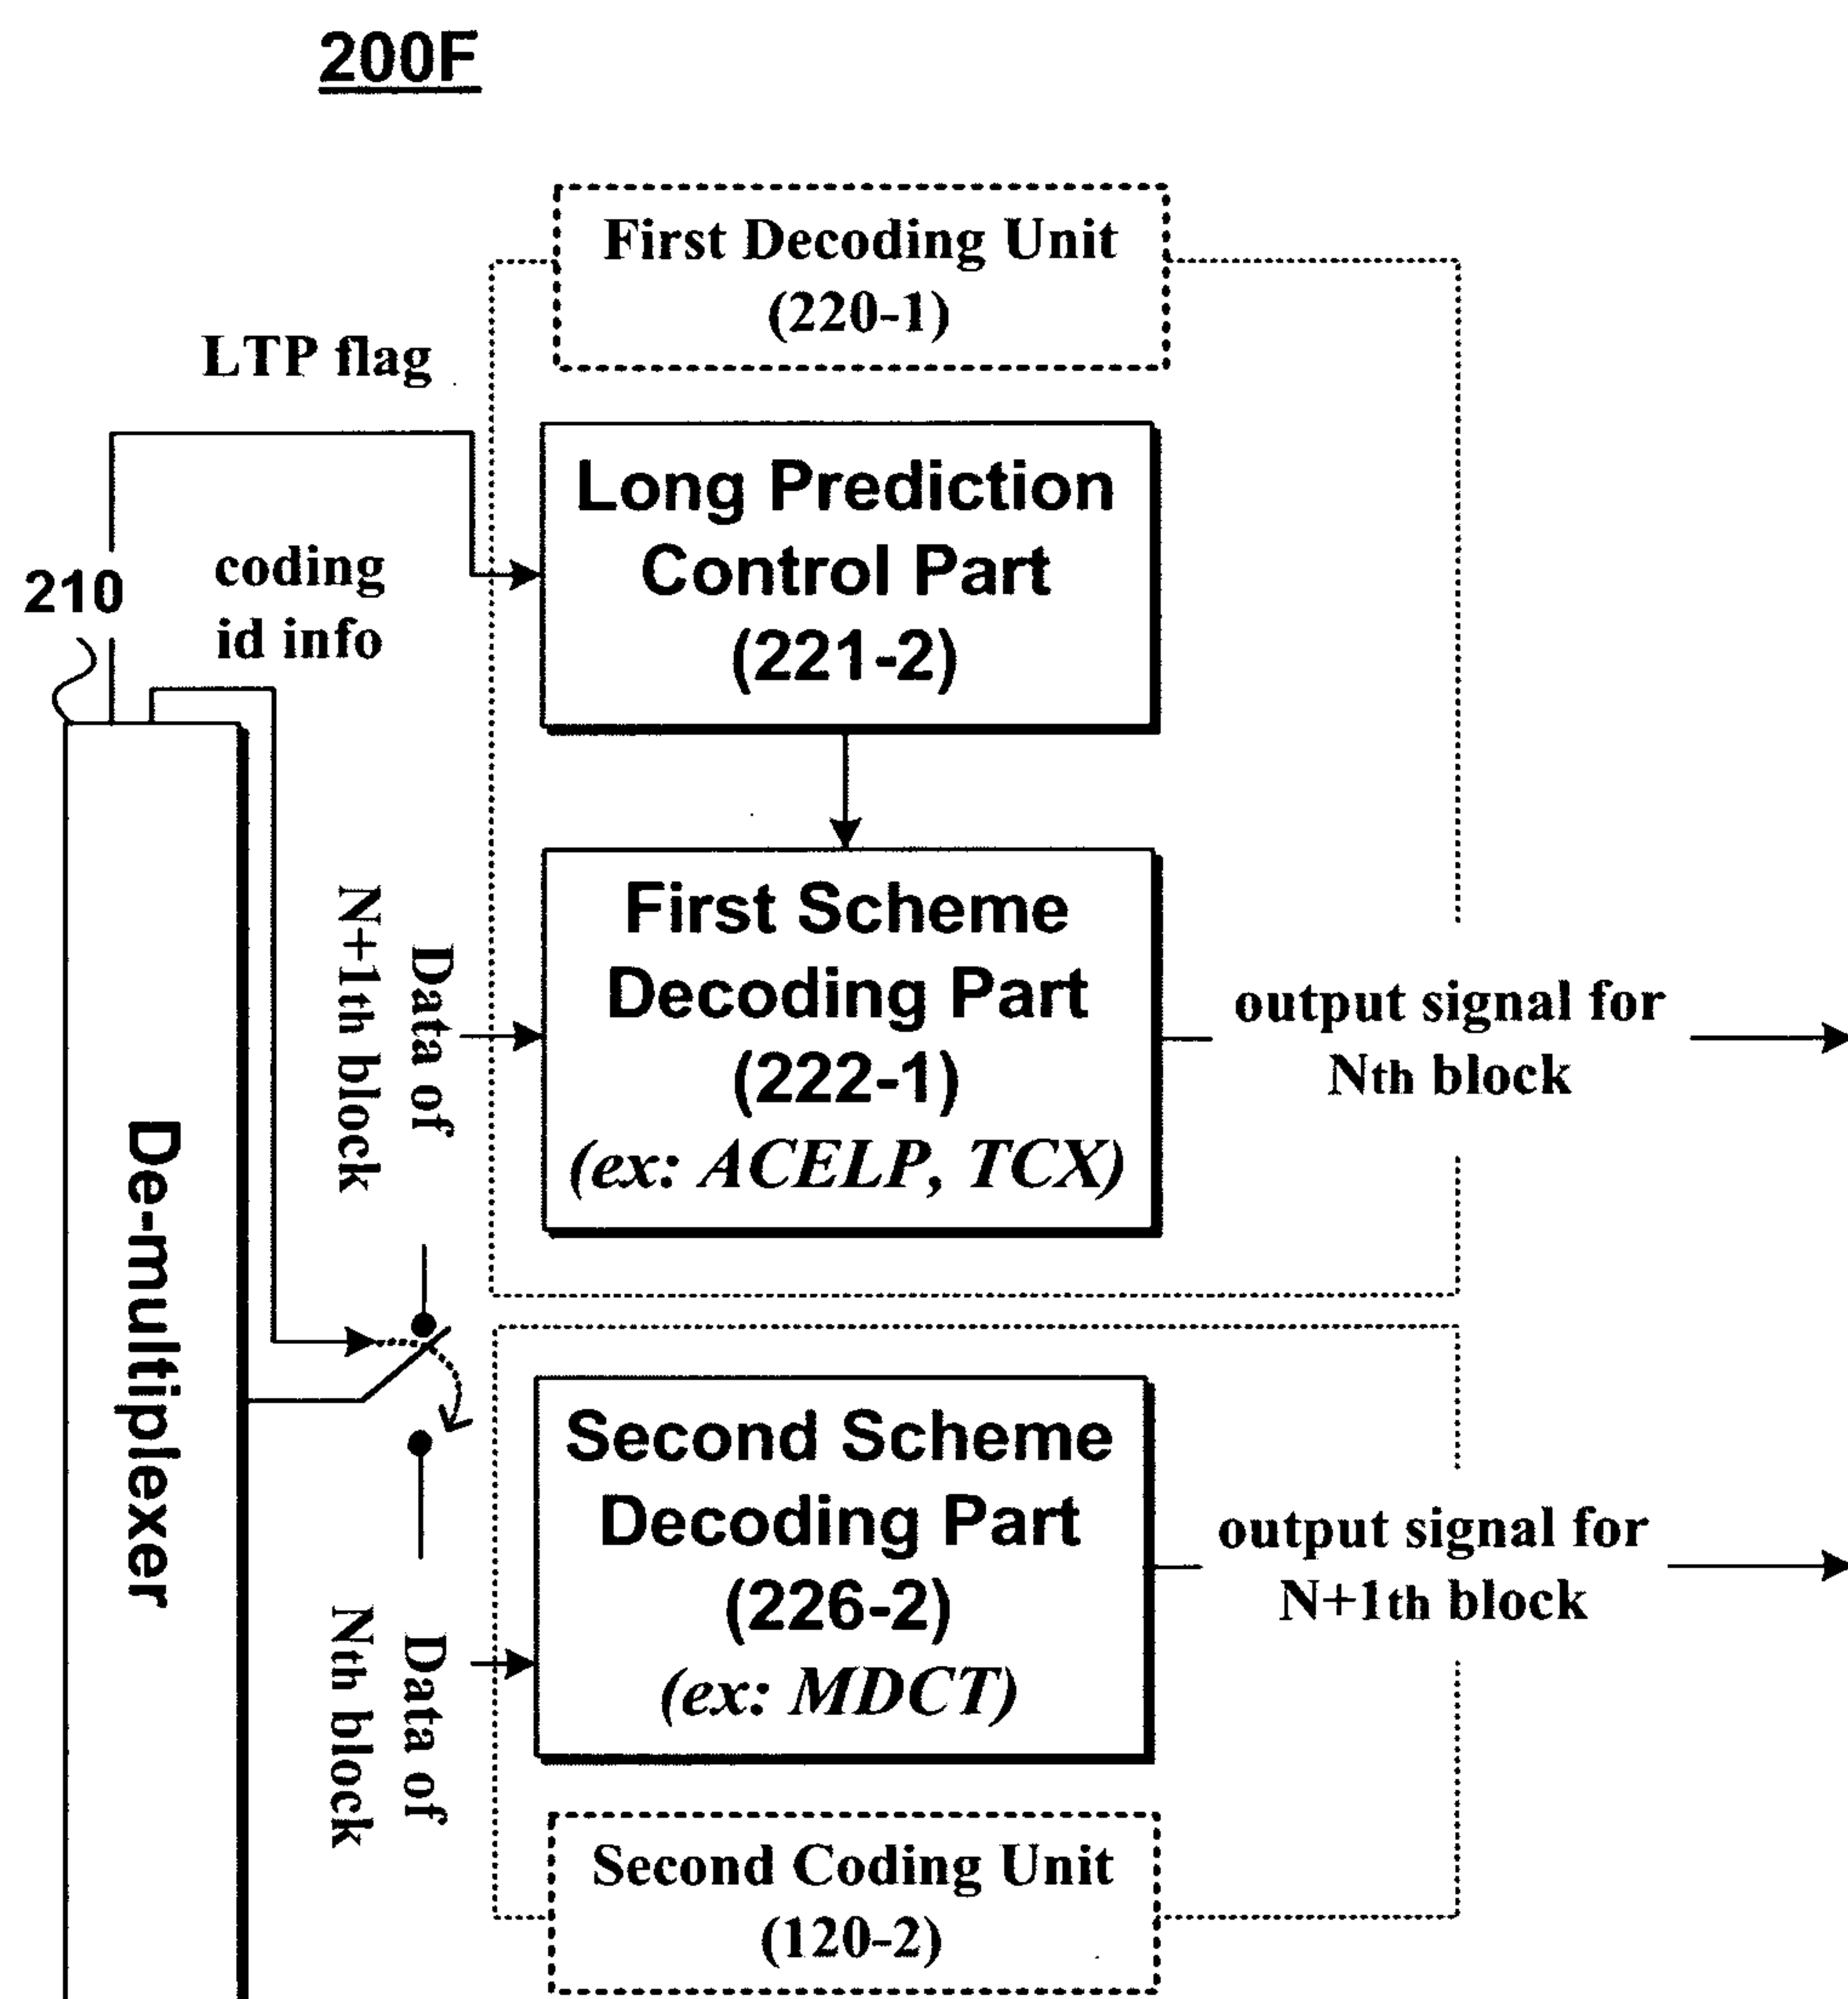 200F
First Decoding Unit
(220-1)
LTP flag
Long Prediction
Control Part
(221-2)
210
coding
id info
First Scheme
Decoding Part
(222-1)
(ex: ACELP, TCX)
Data of
N+1th block
output signal for
Nth block
De-multiplexer
Second Scheme
Decoding Part
(226-2)
(ex: MDCT)
Data of
Nth block
output signal for
N+1th block
Second Coding Unit
(120-2)